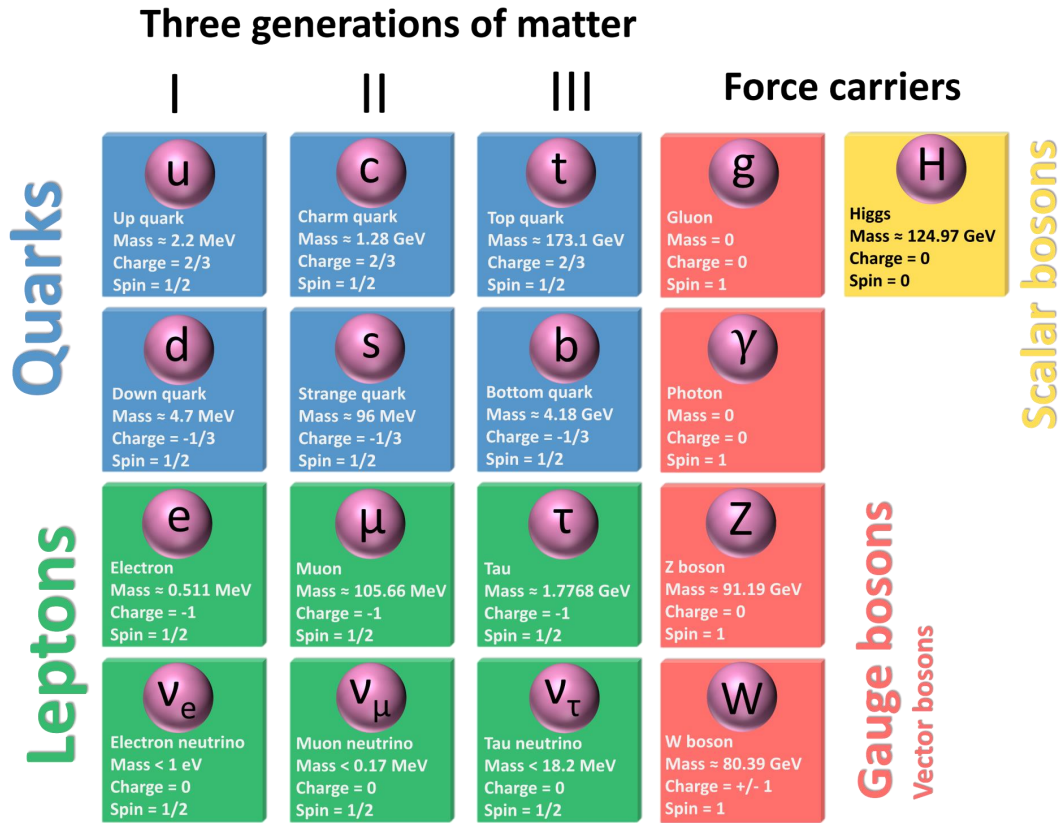 Three generations of matter
I
II
III
Force carriers
Quarks
u
Up quark
Mass ≈ 2.2 MeV
Charge = 2/3
Spin = 1/2
c
Charm quark
Mass ≈ 1.28 GeV
Charge = 2/3
Spin = 1/2
t
Top quark
Mass ≈ 173.1 GeV
Charge = 2/3
Spin = 1/2
g
Gluon
Mass = 0
Charge = 0
Spin = 1
H
Higgs
Mass ≈ 124.97 GeV
Charge = 0
Spin = 0
Scalar bosons
d
Down quark
Mass ≈ 4.7 MeV
Charge = -1/3
Spin = 1/2
s
Strange quark
Mass ≈ 96 MeV
Charge = -1/3
Spin = 1/2
b
Bottom quark
Mass ≈ 4.18 GeV
Charge = -1/3
Spin = 1/2
γ
Photon
Mass = 0
Charge = 0
Spin = 1
Leptons
e
Electron
Mass ≈ 0.511 MeV
Charge = -1
Spin = 1/2
μ
Muon
Mass ≈ 105.66 MeV
Charge = -1
Spin = 1/2
τ
Tau
Mass ≈ 1.7768 GeV
Charge = -1
Spin = 1/2
Z
Z boson
Mass ≈ 91.19 GeV
Charge = 0
Spin = 1
νe
Electron neutrino
Mass < 1 eV
Charge = 0
Spin = 1/2
νμ
Muon neutrino
Mass < 0.17 MeV
Charge = 0
Spin = 1/2
ντ
Tau neutrino
Mass < 18.2 MeV
Charge = 0
Spin = 1/2
W
W boson
Mass ≈ 80.39 GeV
Charge = +/- 1
Spin = 1
Gauge bosons
Vector bosons